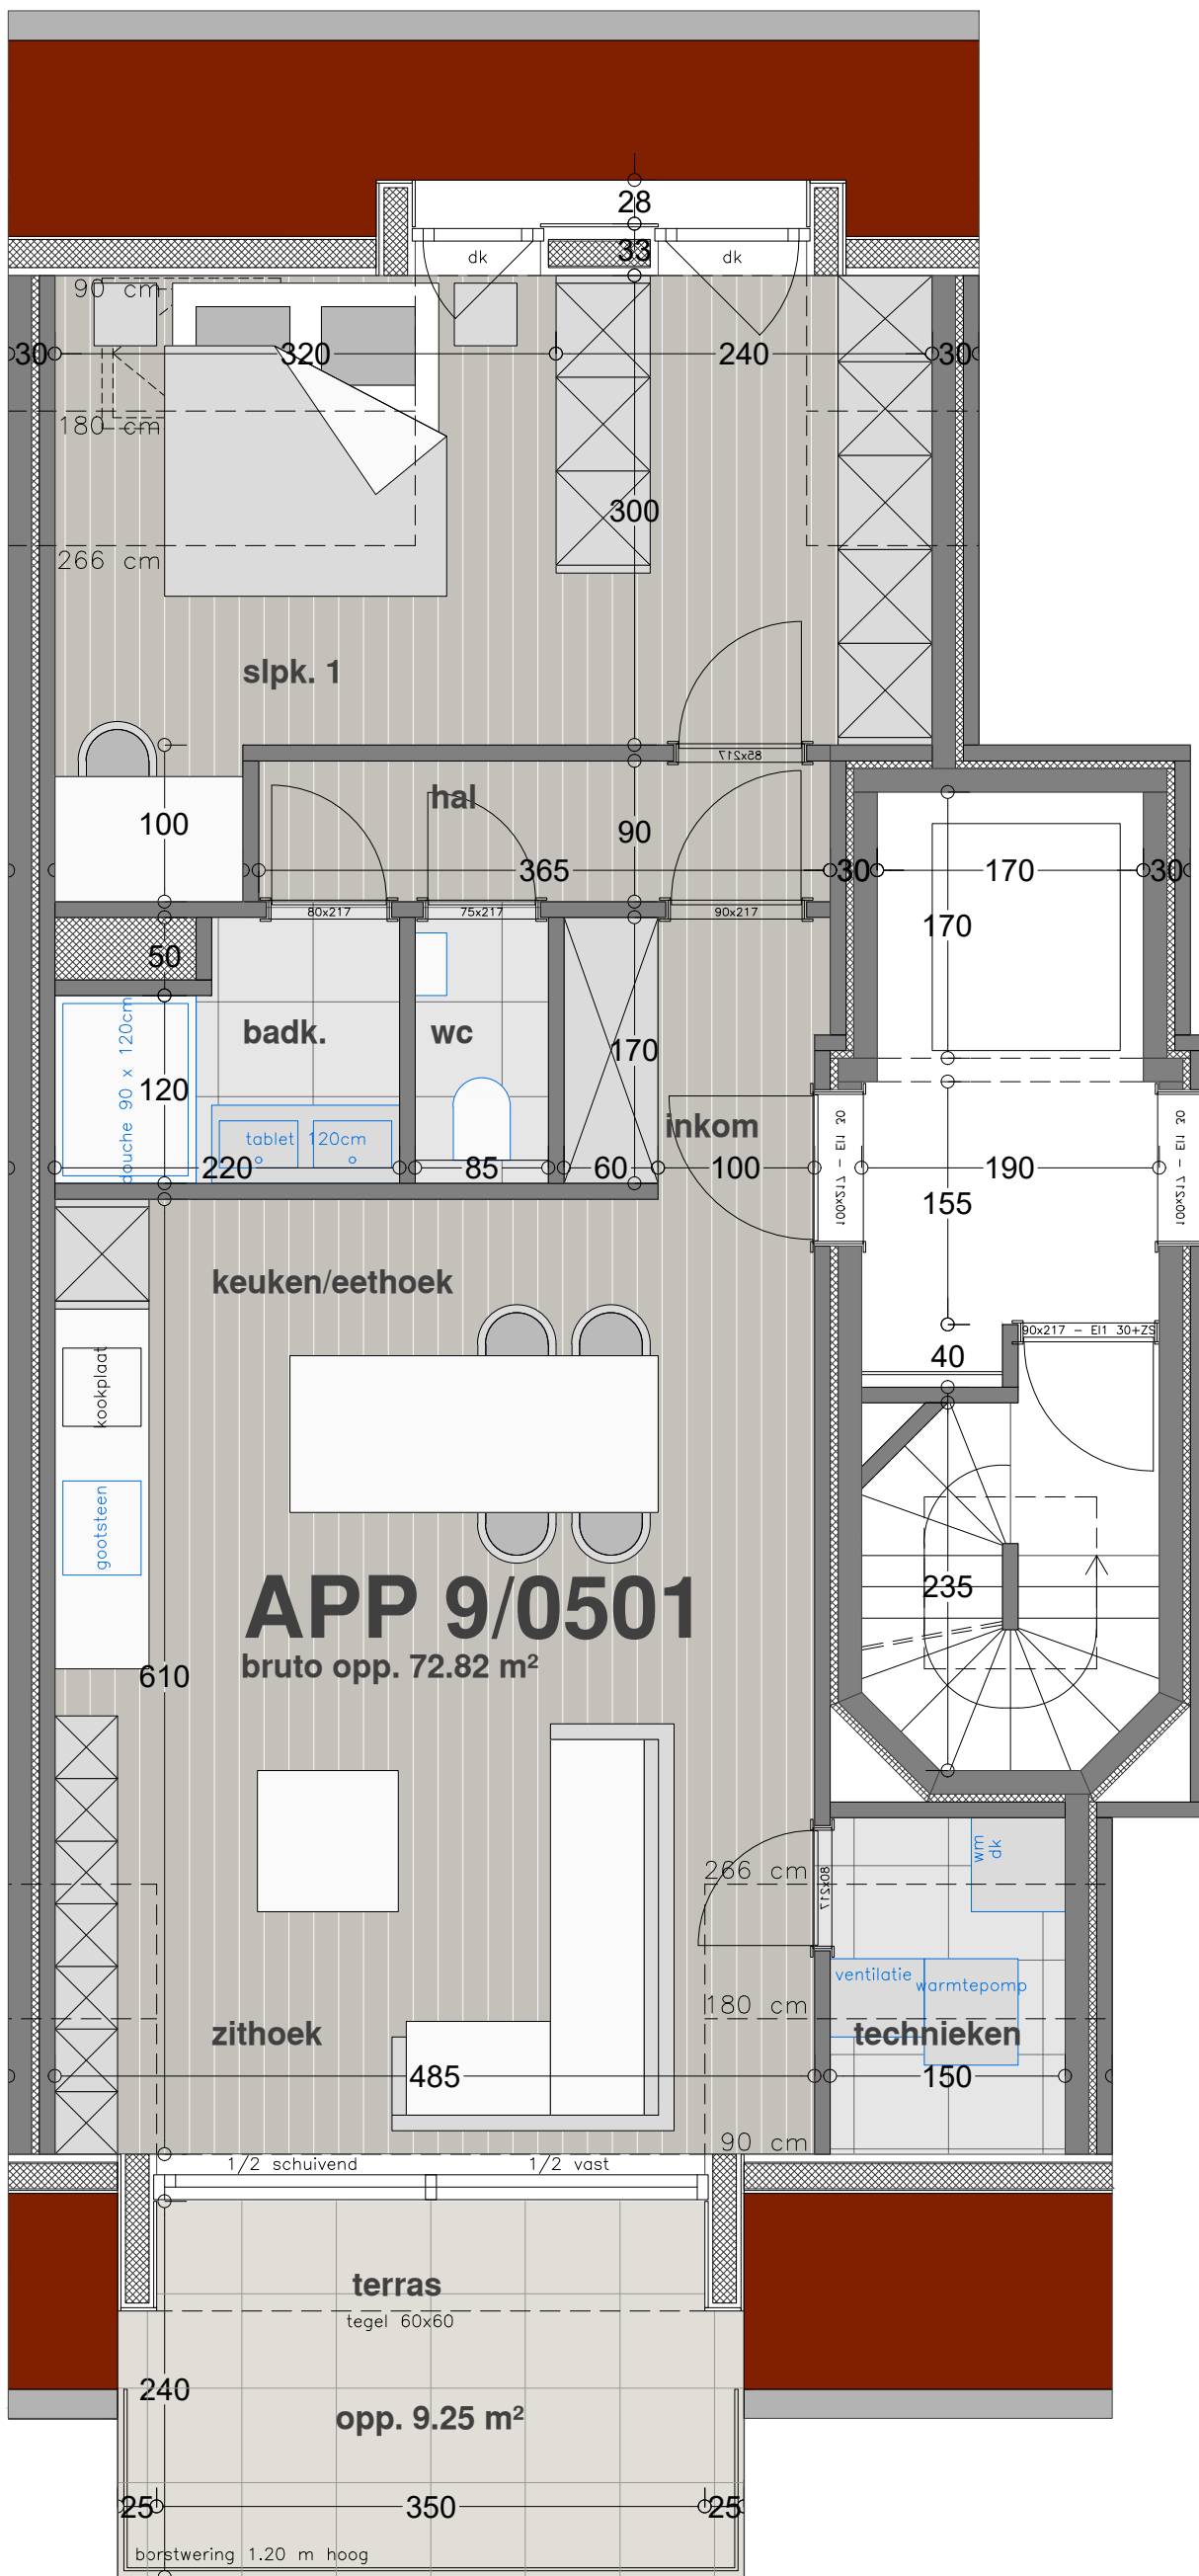 28
33
dk
dk
90 cm
30
320
240
30
180 cm
300
266 cm
slpk. 1
85x217
hal
100
90
365
30
170
30
80x217
75x217
90x217
170
50
badk.
wc
douche 90 x 120cm
120
170
inkom
tablet 120cm
220
85
60
100
100x217 - EI1 30
190
100x217 - EI1 30
155
keuken/eethoek
90x217 - EI1 30+ZS
40
kookplaat
gootsteen
235
APP 9/0501
bruto opp. 72.82 m²
610
wm
dk
266 cm
80x217
ventilatie
warmtepomp
180 cm
zithoek
technieken
485
150
90 cm
1/2 schuivend
1/2 vast
terras
tegel 60x60
240
opp. 9.25 m²
25
350
25
borstwering 1.20 m hoog